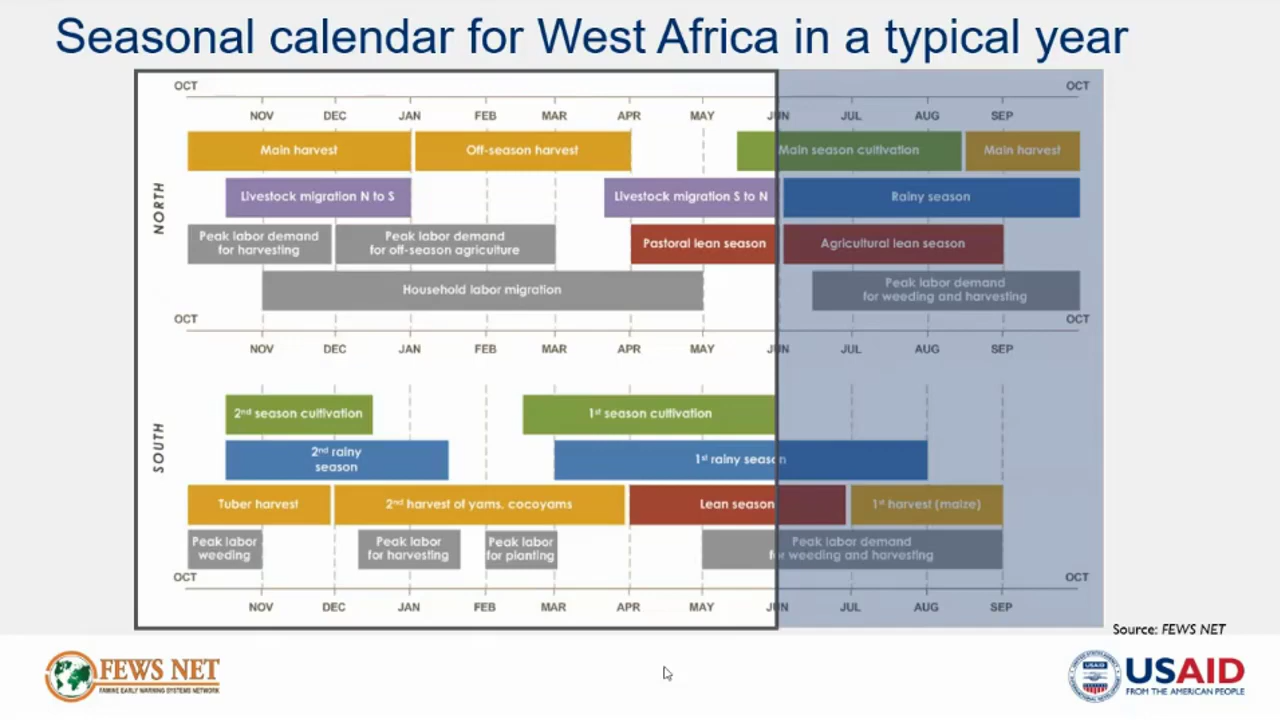 Seasonal calendar for West Africa in a typical year
OCT OCT
NOV DEC JAN FEB MAR APR MAY JUN JUL AUG SEP
NORTH
Main harvest
Off-season harvest
Main season cultivation
Main harvest
Livestock migration N to S
Livestock migration S to N
Rainy season
Peak labor demand
for harvesting
Peak labor demand
for off-season agriculture
Pastoral lean season
Agricultural lean season
Household labor migration
Peak labor demand
for weeding and harvesting
OCT OCT
NOV DEC JAN FEB MAR APR MAY JUN JUL AUG SEP
SOUTH
2nd season cultivation
1st season cultivation
2nd rainy
season
1st rainy season
Tuber harvest
2nd harvest of yams, cocoyams
Lean season
1st harvest (maize)
Peak labor
weeding
Peak labor
for harvesting
Peak labor
for planting
Peak labor demand
for weeding and harvesting
OCT OCT
NOV DEC JAN FEB MAR APR MAY JUN JUL AUG SEP
Source: FEWS NET
FEWS NET
FAMINE EARLY WARNING SYSTEMS NETWORK
USAID
USAID
FROM THE AMERICAN PEOPLE